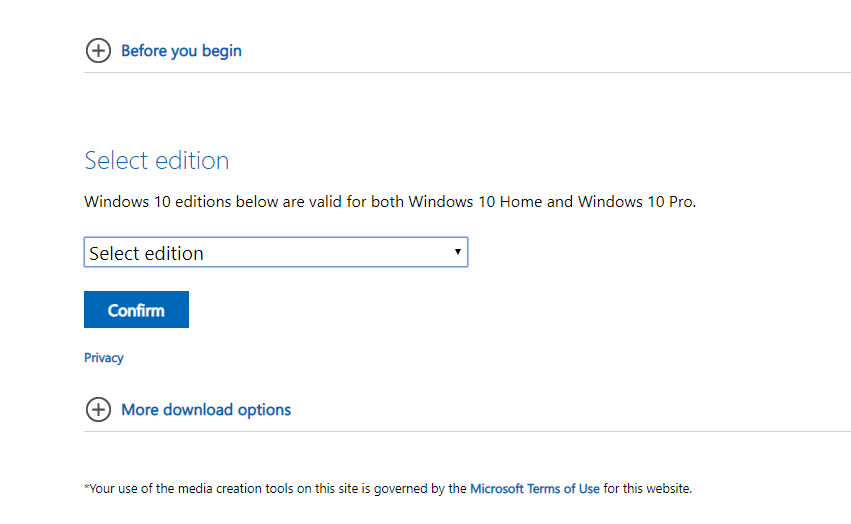 Before you begin
Select edition
Windows 10 editions below are valid for both Windows 10 Home and Windows 10 Pro.
Select edition
Confirm
Privacy
More download options
*Your use of the media creation tools on this site is governed by the Microsoft Terms of Use for this website.